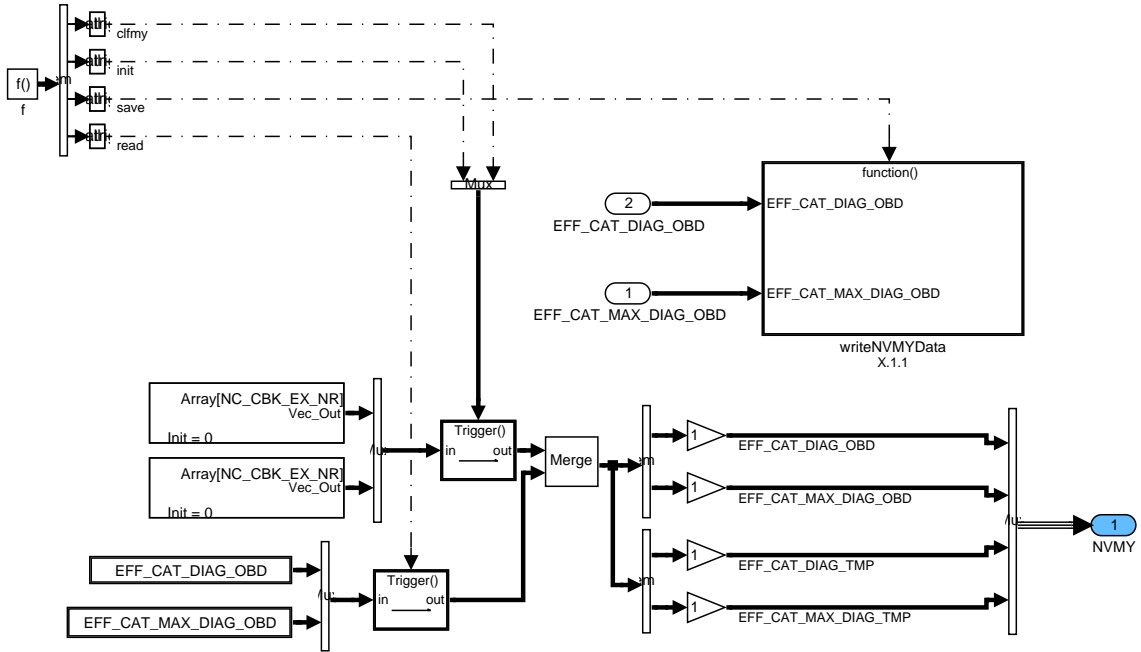 clfmy
init
f()
f
save
read
Mux
function()
2
EFF_CAT_DIAG_OBD
EFF_CAT_DIAG_OBD
1
EFF_CAT_MAX_DIAG_OBD
EFF_CAT_MAX_DIAG_OBD
writeNVMYData
X.1.1
Array[NC_CBK_EX_NR]
Vec_Out
Init = 0
Array[NC_CBK_EX_NR]
Vec_Out
Init = 0
Trigger()
in
out
Merge
1
EFF_CAT_DIAG_OBD
1
EFF_CAT_MAX_DIAG_OBD
1
EFF_CAT_DIAG_TMP
1
EFF_CAT_MAX_DIAG_TMP
1
NVMY
EFF_CAT_DIAG_OBD
EFF_CAT_MAX_DIAG_OBD
Trigger()
in
out